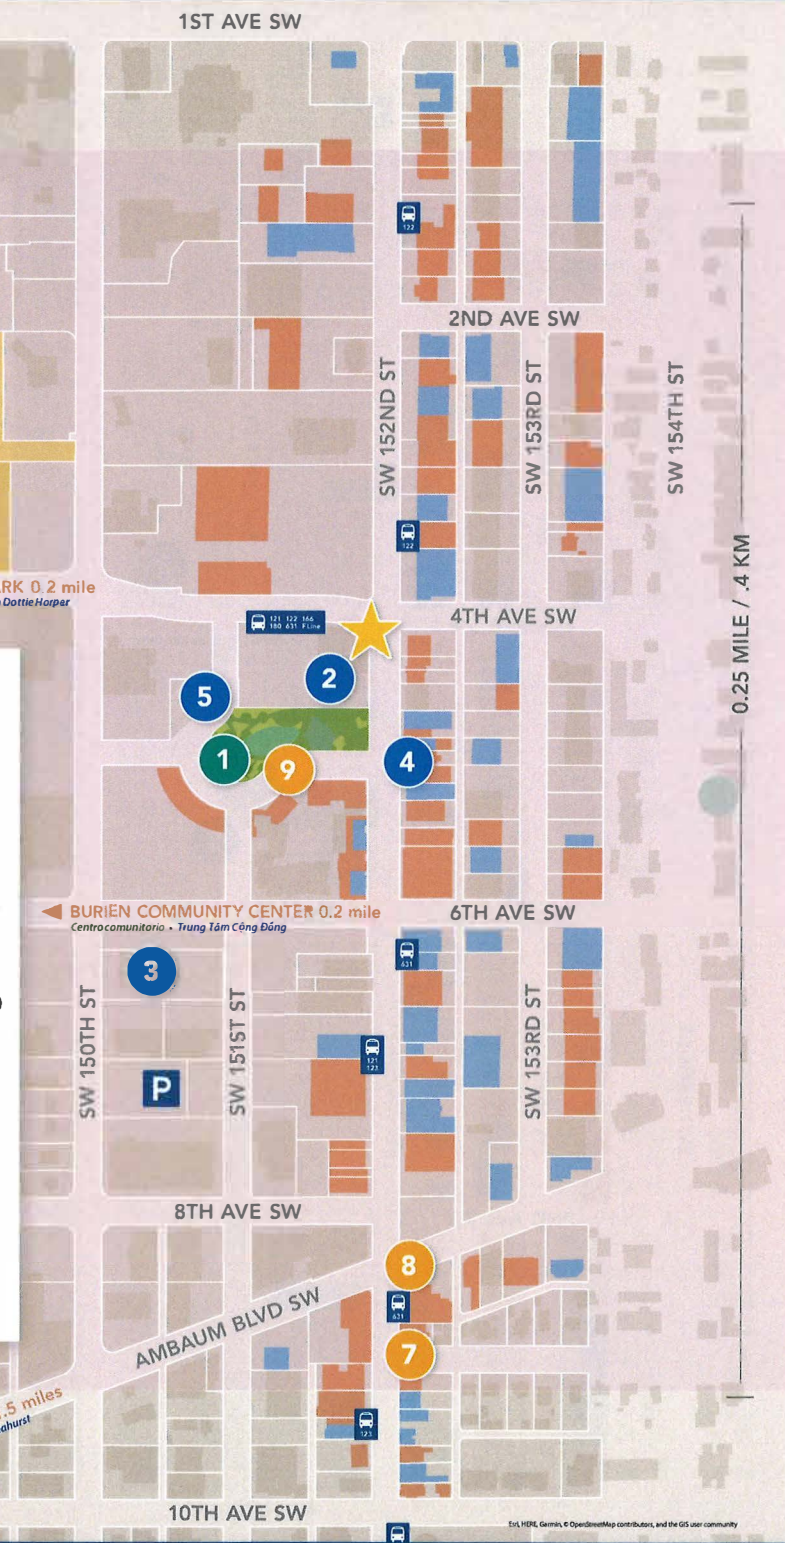 1ST AVE SW
122
2ND AVE SW
SW 152ND ST
SW 153RD ST
SW 154TH ST
122
0.25 MILE / .4 KM
RK 0.2 mile
Dottie Harper
4TH AVE SW
121 122 166
180 631 F Line
2
5
1
9
4
BURIEN COMMUNITY CENTER 0.2 mile
Centro comunitario • Trung Tâm Cộng Đồng
6TH AVE SW
631
3
SW 150TH ST
SW 151ST ST
SW 153RD ST
121
123
P
8TH AVE SW
8
AMBAUM BLVD SW
631
7
.5 miles
ahurst
123
10TH AVE SW
Esri, HERE, Garmin, © OpenStreetMap contributors, and the GIS user community